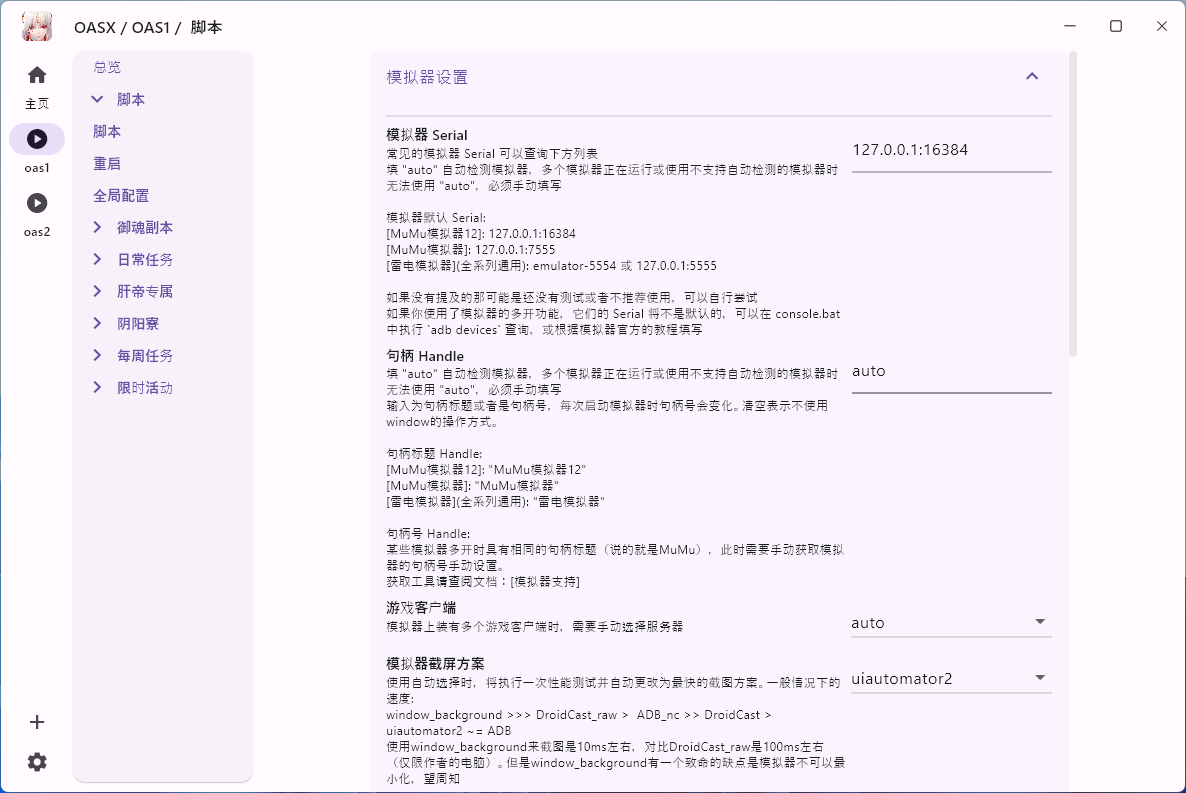 OASX / OAS1 / 脚本
主页
oas1
oas2
总览
脚本
脚本
重启
全局配置
御魂副本
日常任务
肝帝专属
阴阳寮
每周任务
限时活动
模拟器设置
模拟器 Serial
常见的模拟器 Serial 可以查询下方列表
填 "auto" 自动检测模拟器，多个模拟器正在运行或使用不支持自动检测的模拟器时
无法使用 "auto"，必须手动填写
127.0.0.1:16384
模拟器默认 Serial:
[MuMu模拟器12]: 127.0.0.1:16384
[MuMu模拟器]: 127.0.0.1:7555
[雷电模拟器](全系列通用): emulator-5554 或 127.0.0.1:5555
如果没有提及的那可能是还没有测试或者不推荐使用，可以自行尝试
如果你使用了模拟器的多开功能，它们的 Serial 将不是默认的，可以在 console.bat
中执行 `adb devices` 查询，或根据模拟器官方的教程填写
句柄 Handle
填 "auto" 自动检测模拟器，多个模拟器正在运行或使用不支持自动检测的模拟器时
无法使用 "auto"，必须手动填写
输入为句柄标题或者是句柄号，每次启动模拟器时句柄号会变化。清空表示不使用
window的操作方式。
auto
句柄标题 Handle:
[MuMu模拟器12]: "MuMu模拟器12"
[MuMu模拟器]: "MuMu模拟器"
[雷电模拟器](全系列通用): "雷电模拟器"
句柄号 Handle:
某些模拟器多开时具有相同的句柄标题（说的就是MuMu），此时需要手动获取模拟
器的句柄号手动设置。
获取工具请查阅文档：[模拟器支持]
游戏客户端
模拟器上装有多个游戏客户端时，需要手动选择服务器
auto
模拟器截屏方案
使用自动选择时，将执行一次性能测试并自动更改为最快的截图方案。一般情况下的
速度:
window_background >>> DroidCast_raw >  ADB_nc >> DroidCast >
uiautomator2 ~= ADB
使用window_background来截图是10ms左右，对比DroidCast_raw是100ms左右
（仅限作者的电脑）。但是window_background有一个致命的缺点是模拟器不可以最
小化，望周知
uiautomator2